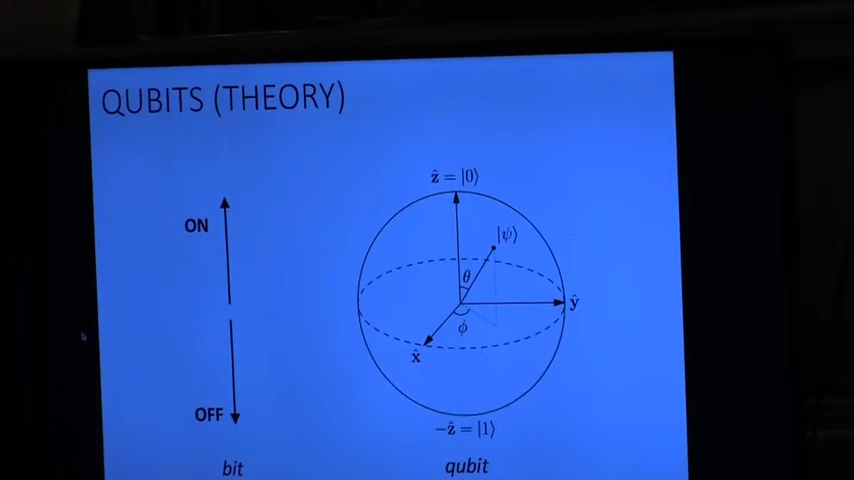 QUBITS (THEORY)
ẑ = |0⟩
ON
|ψ⟩
θ
ŷ
ϕ
x̂
OFF
−ẑ = |1⟩
bit
qubit